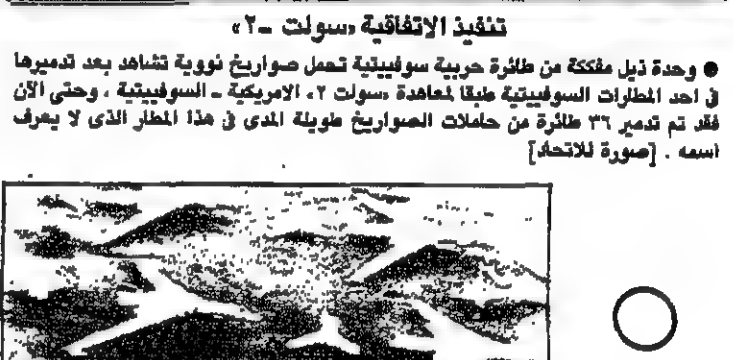 تنفيذ الاتفاقية «سولت -٢»
● وحدة ذيل مفككة من طائرة حربية سوفييتية تحمل صواريخ نووية تشاهد بعد تدميرها
في احد المطارات السوفييتية طبقا لمعاهدة «سولت ٢» الامريكية - السوفييتية ، وحتى الآن
فقد تم تدمير ٣٦ طائرة من حاملات الصواريخ طويلة المدى في هذا المطار الذى لا يعرف
اسمه . [صورة للاتحاد]